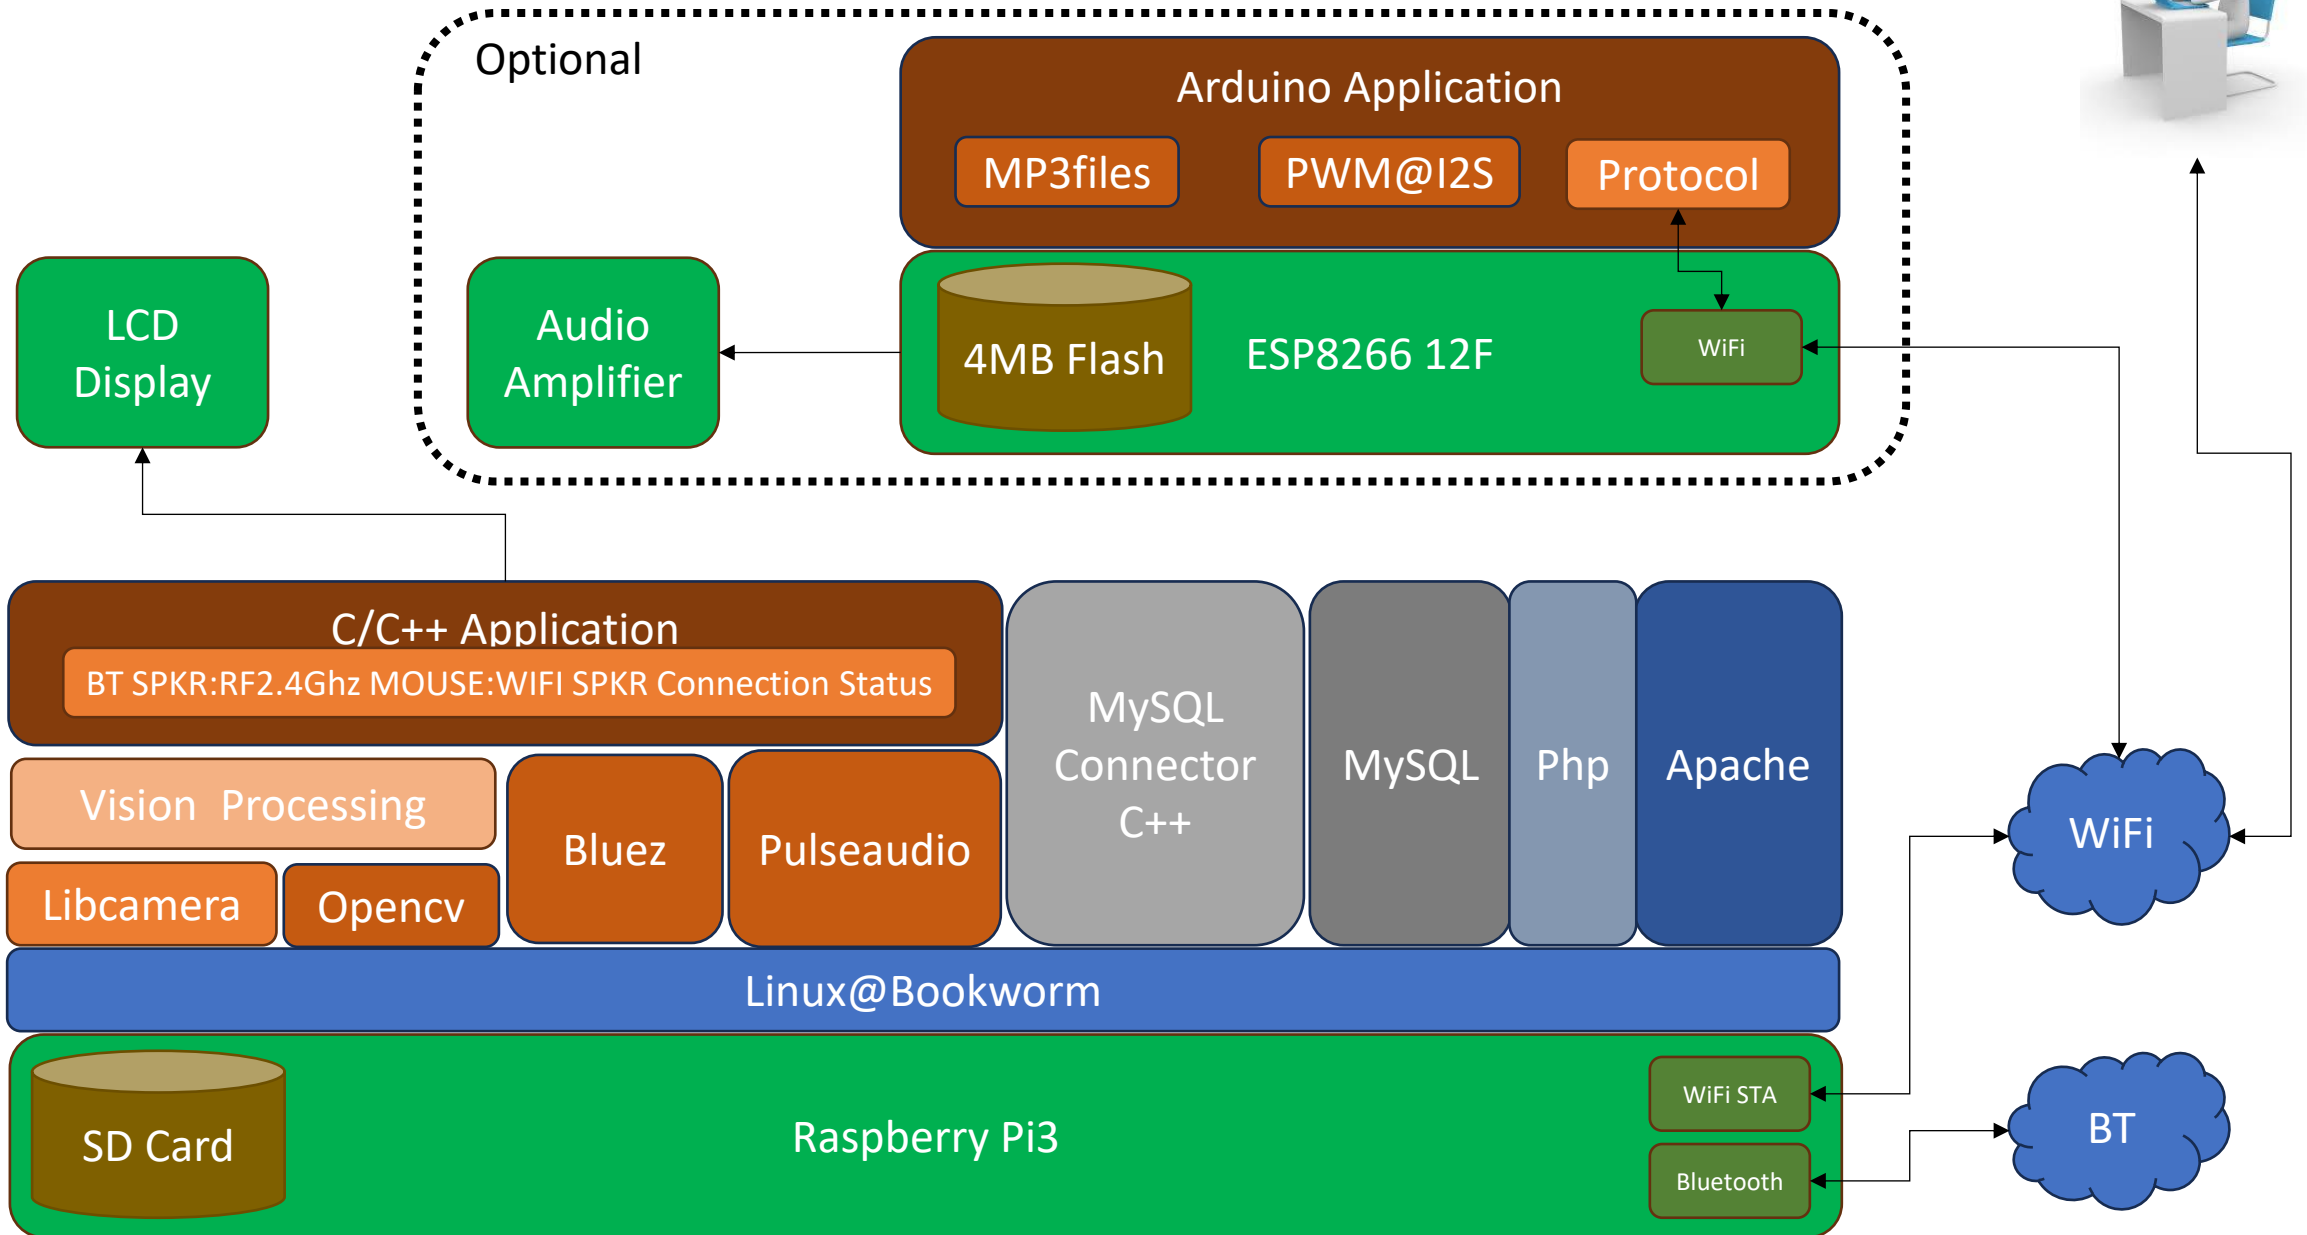 Optional
Arduino Application
MP3files
PWM@I2S
Protocol
LCD
Display
Audio
Amplifier
4MB Flash
ESP8266 12F
WiFi
C/C++ Application
BT SPKR:RF2.4Ghz MOUSE:WIFI SPKR Connection Status
MySQL
Connector
C++
MySQL
Php
Apache
Vision  Processing
Bluez
Pulseaudio
Libcamera
Opencv
WiFi
Linux@Bookworm
SD Card
Raspberry Pi3
WiFi STA
Bluetooth
BT